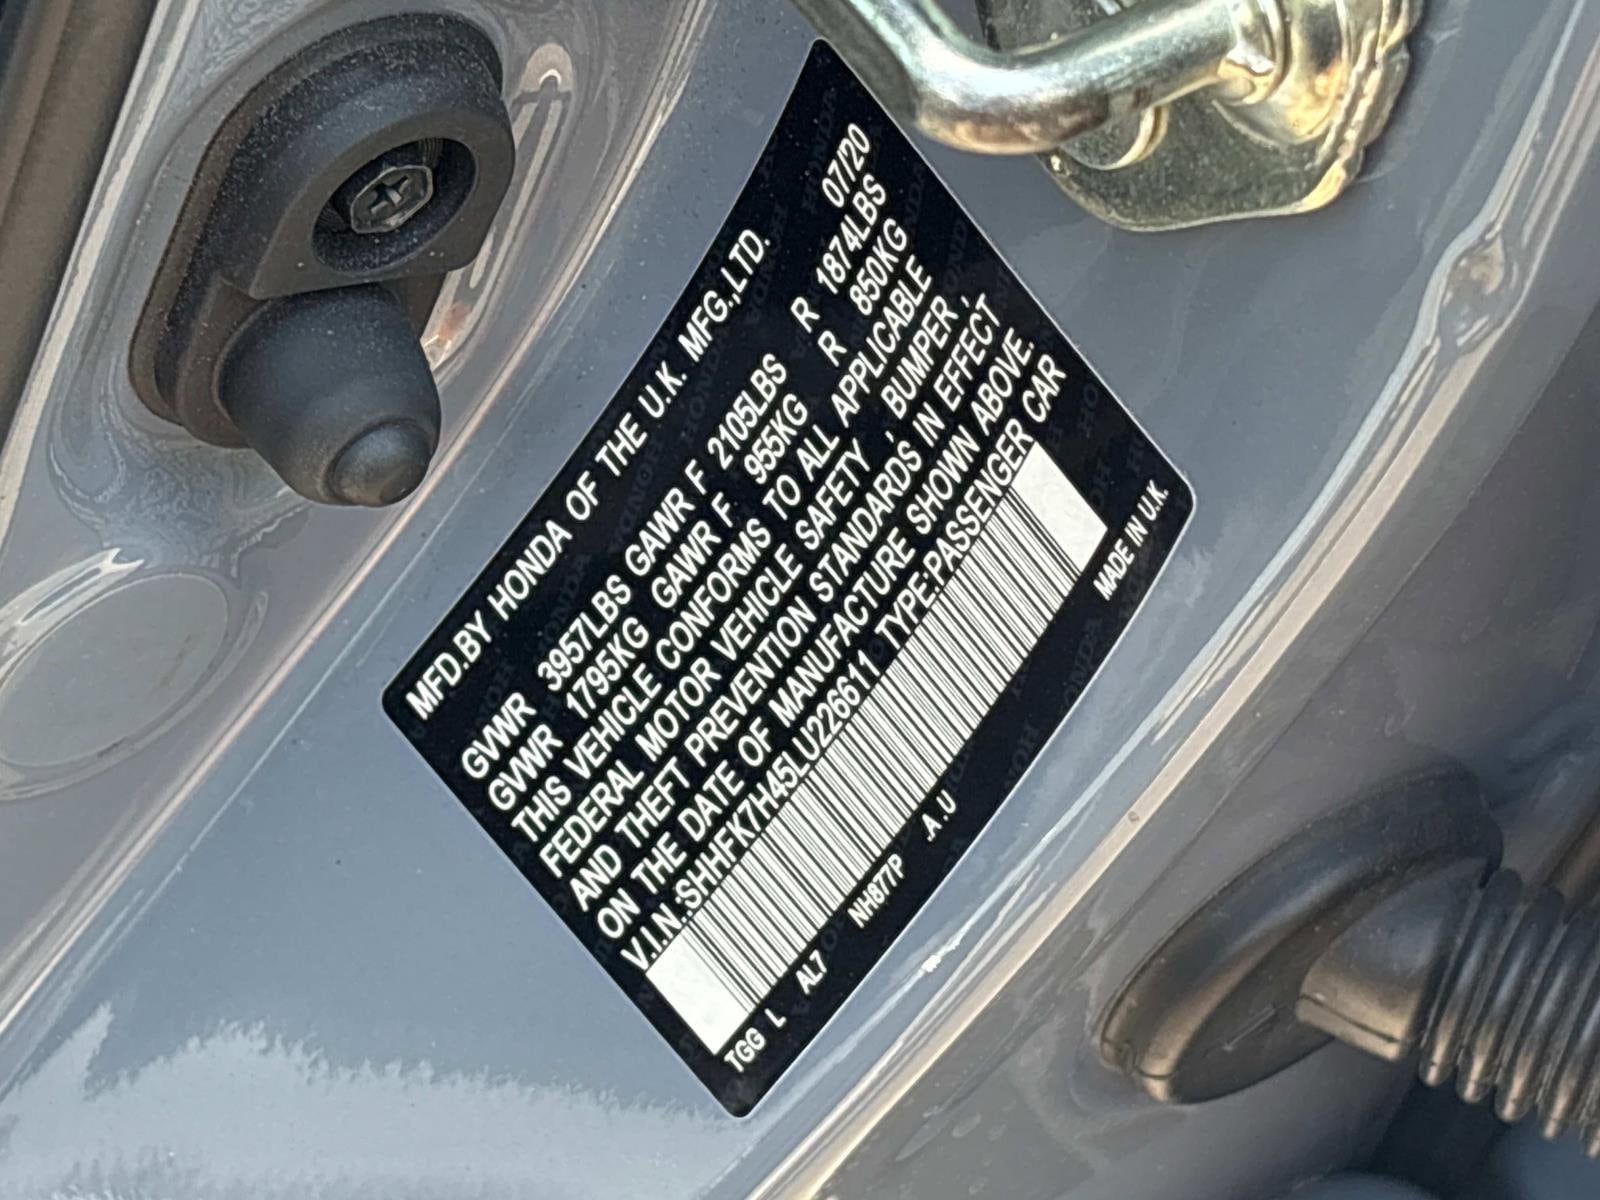 MFD.BY HONDA OF THE U.K. MFG.,LTD. 07/20
GVWR 3957LBS GAWR F 2105LBS R 1874LBS
GVWR 1795KG GAWR F 955KG R 850KG
THIS VEHICLE CONFORMS TO ALL APPLICABLE
FEDERAL MOTOR VEHICLE SAFETY , BUMPER ,
AND THEFT PREVENTION STANDARDS IN EFFECT
ON THE DATE OF MANUFACTURE SHOWN ABOVE.
V.I.N.:SHHFK7H45LU226611 TYPE:PASSENGER CAR
TGG L AL7 NH877P .A .U MADE IN U.K.